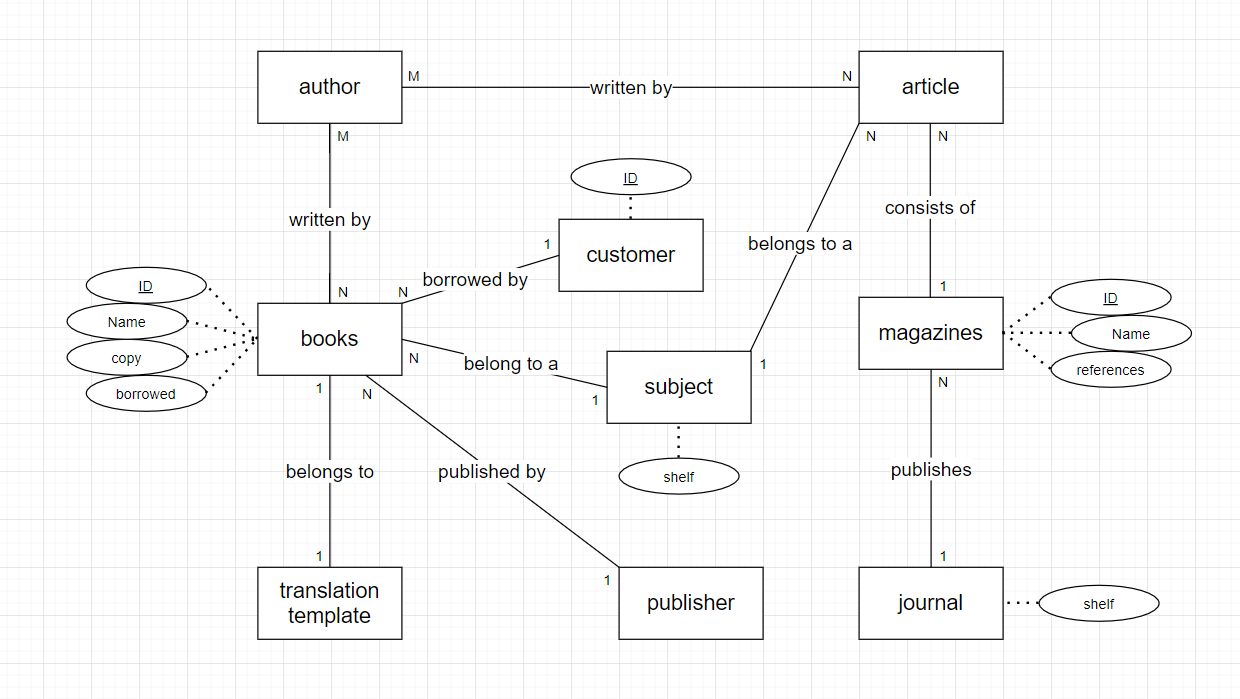 author
M
written by
N
article
M
N
N
ID
written by
consists of
belongs to a
1
customer
borrowed by
ID
N
N
1
ID
Name
copy
borrowed
books
magazines
Name
references
N
belong to a
1
subject
1
N
1
N
shelf
belongs to
published by
publishes
1
1
1
translation
template
publisher
journal
shelf